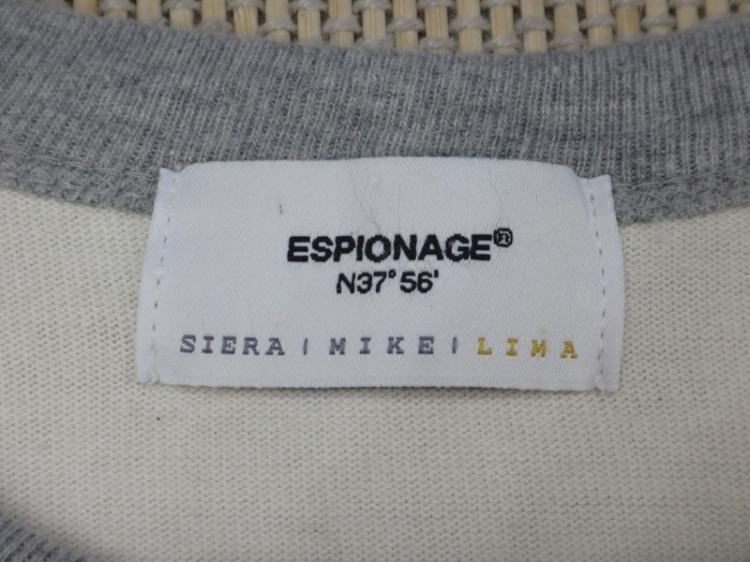 ESPIONAGE®
N37°56'
SIERA | MIKE | LIMA